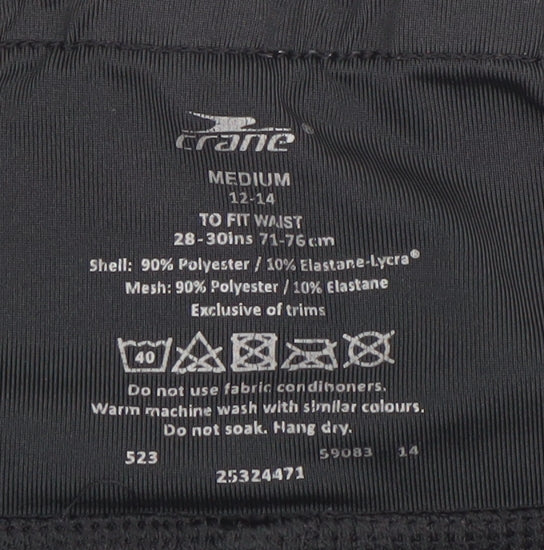 crane®
MEDIUM
12-14
TO FIT WAIST
28-30ins 71-76cm
Shell: 90% Polyester / 10% Elastane-Lycra®
Mesh: 90% Polyester / 10% Elastane
Exclusive of trims
40
Do not use fabric conditioners.
Warm machine wash with similar colours.
Do not soak. Hang dry.
523 S9083 14
25324471